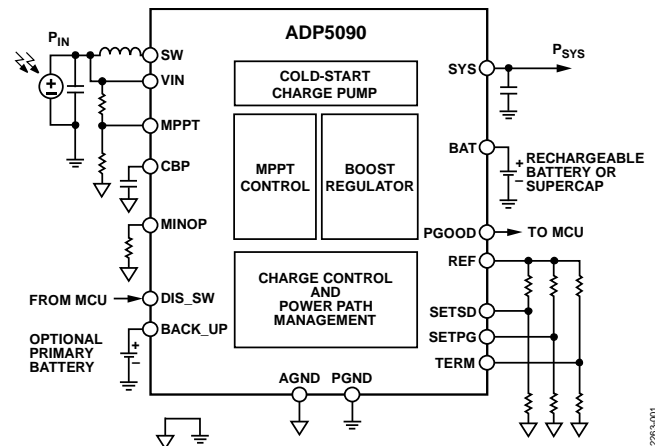 ADP5090
P_IN
SW
VIN
MPPT
CBP
MINOP
FROM MCU
DIS_SW
BACK_UP
OPTIONAL
PRIMARY
BATTERY
+
–
+
–
COLD-START
CHARGE PUMP
MPPT
CONTROL
BOOST
REGULATOR
CHARGE CONTROL
AND
POWER PATH
MANAGEMENT
AGND PGND
SYS
P_SYS
BAT
+
–
RECHARGEABLE
BATTERY OR
SUPERCAP
PGOOD
TO MCU
REF
SETSD
SETPG
TERM
2263-001